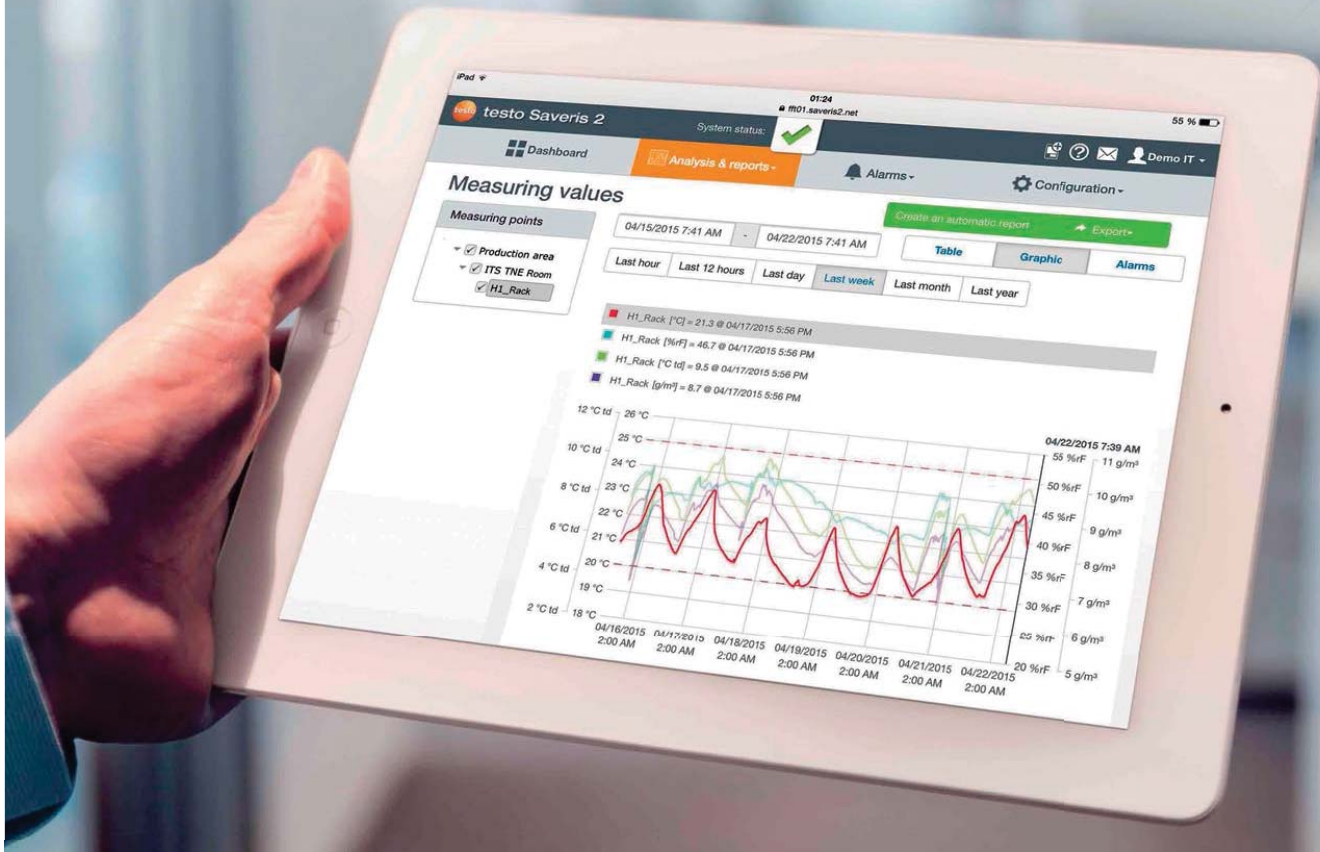 iPad
01:24
fft01.saveris2.net
55 %
testo
testo Saveris 2
System status:
Demo IT
Dashboard
Analysis & reports
Alarms
Configuration
Measuring values
Create an automatic report
Export
Measuring points
04/15/2015 7:41 AM - 04/22/2015 7:41 AM
Table Graphic Alarms
Production area
ITS TNE Room
H1_Rack
Last hour Last 12 hours Last day Last week Last month Last year
H1_Rack [°C] = 21.3 @ 04/17/2015 5:56 PM
H1_Rack [%rF] = 46.7 @ 04/17/2015 5:56 PM
H1_Rack [°C td] = 9.5 @ 04/17/2015 5:56 PM
H1_Rack [g/m³] = 8.7 @ 04/17/2015 5:56 PM
04/22/2015 7:39 AM
12 °C td
10 °C td
8 °C td
6 °C td
4 °C td
2 °C td
26 °C
25 °C
24 °C
23 °C
22 °C
21 °C
20 °C
19 °C
18 °C
55 %rF
50 %rF
45 %rF
40 %rF
35 %rF
30 %rF
25 %rF
20 %rF
11 g/m³
10 g/m³
9 g/m³
8 g/m³
7 g/m³
6 g/m³
5 g/m³
04/16/2015 04/17/2015 04/18/2015 04/19/2015 04/20/2015 04/21/2015 04/22/2015
2:00 AM 2:00 AM 2:00 AM 2:00 AM 2:00 AM 2:00 AM 2:00 AM